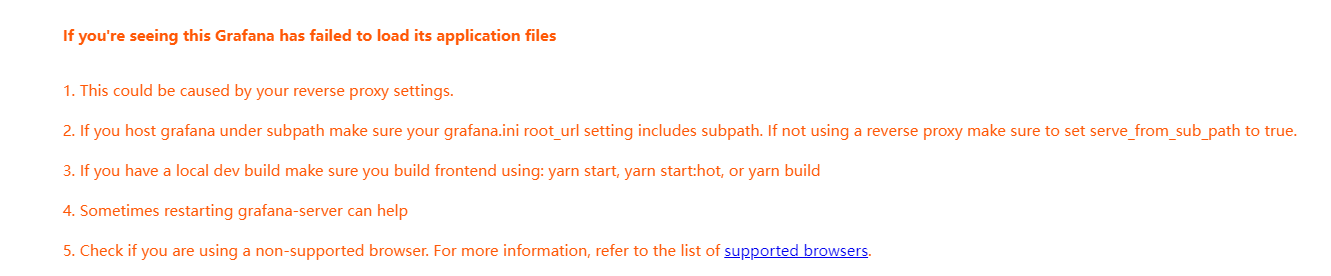 If you're seeing this Grafana has failed to load its application files
1. This could be caused by your reverse proxy settings.
2. If you host grafana under subpath make sure your grafana.ini root_url setting includes subpath. If not using a reverse proxy make sure to set serve_from_sub_path to true.
3. If you have a local dev build make sure you build frontend using: yarn start, yarn start:hot, or yarn build
4. Sometimes restarting grafana-server can help
5. Check if you are using a non-supported browser. For more information, refer to the list of supported browsers.